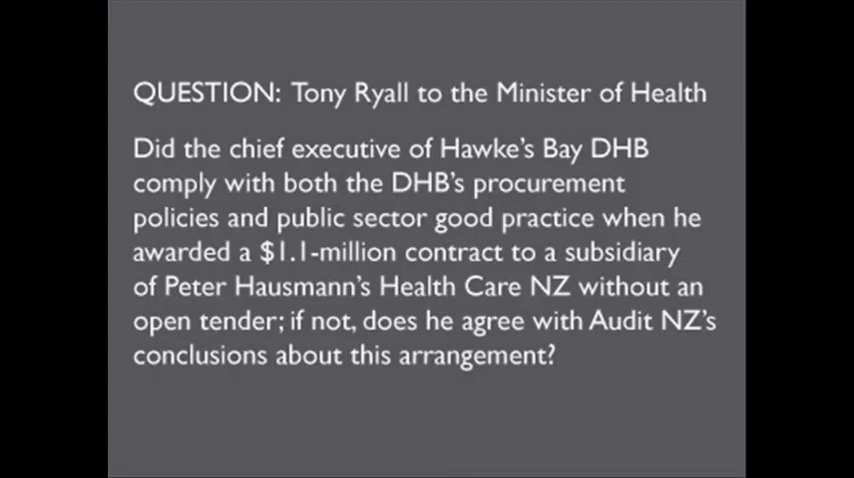 QUESTION: Tony Ryall to the Minister of Health
Did the chief executive of Hawke's Bay DHB
comply with both the DHB's procurement
policies and public sector good practice when he
awarded a $1.1-million contract to a subsidiary
of Peter Hausmann's Health Care NZ without an
open tender; if not, does he agree with Audit NZ's
conclusions about this arrangement?